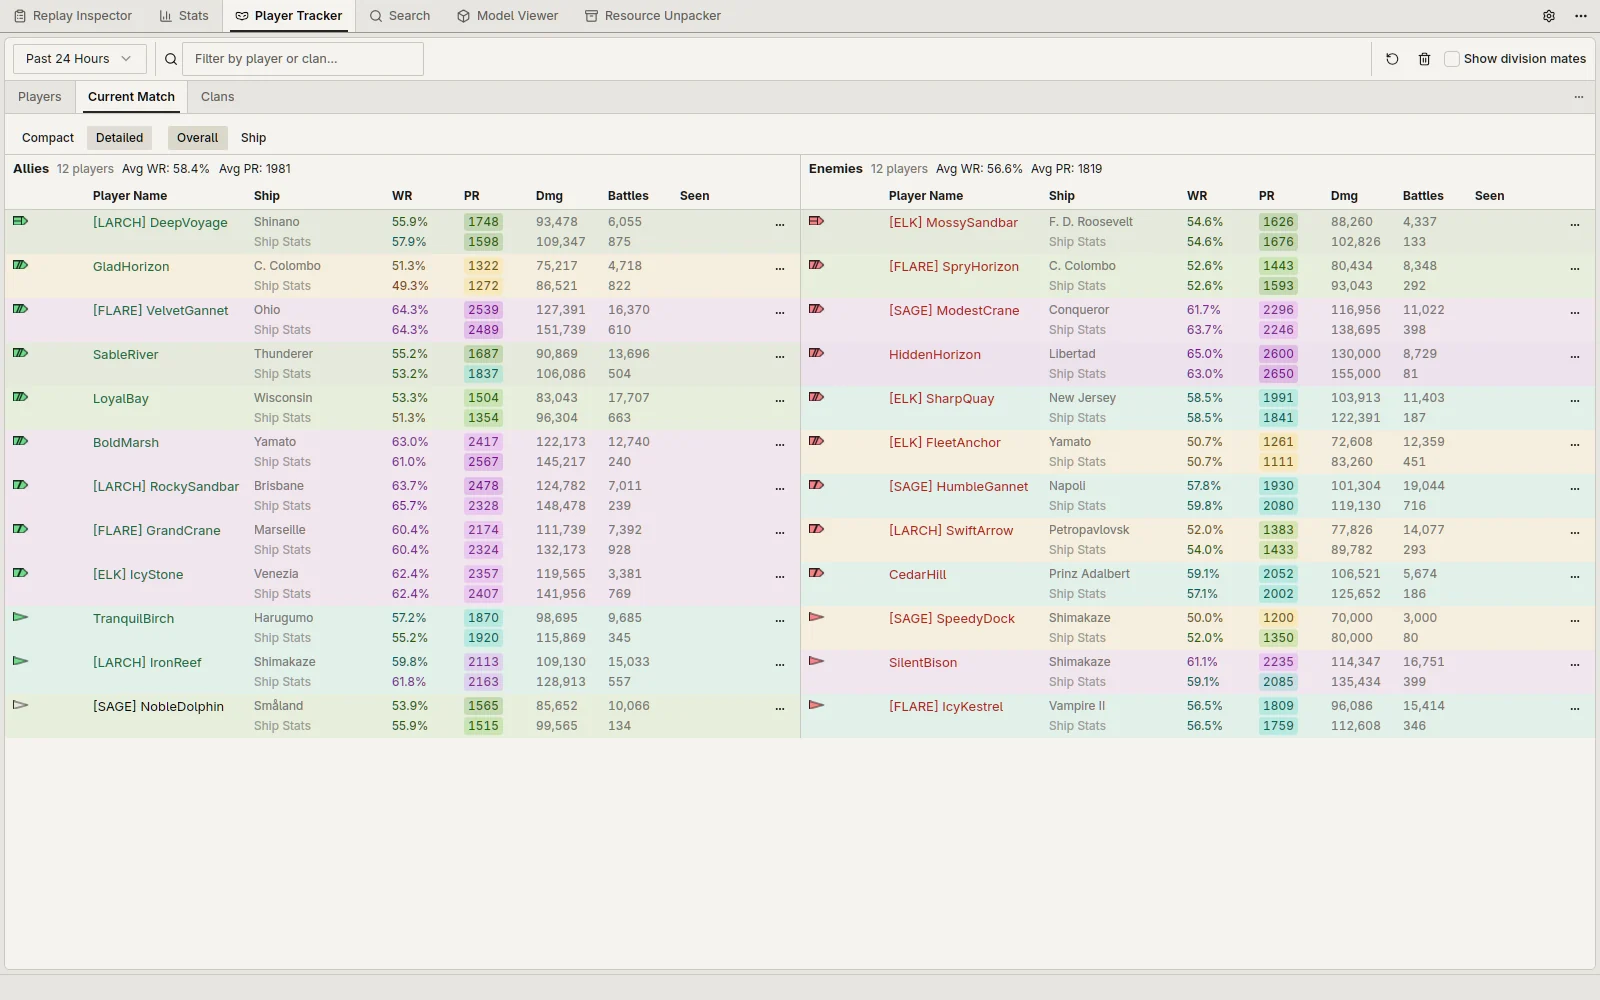 Replay Inspector Stats Player Tracker Search Model Viewer Resource Unpacker
Past 24 Hours Filter by player or clan... Show division mates
Players Current Match Clans
Compact Detailed Overall Ship
Allies 12 players Avg WR: 58.4% Avg PR: 1981
Player Name Ship WR PR Dmg Battles Seen
[LARCH] DeepVoyage Shinano 55.9% 1748 93,478 6,055 ...
Ship Stats 57.9% 1598 109,347 875
GladHorizon C. Colombo 51.3% 1322 75,217 4,718 ...
Ship Stats 49.3% 1272 86,521 822
[FLARE] VelvetGannet Ohio 64.3% 2539 127,391 16,370 ...
Ship Stats 64.3% 2489 151,739 610
SableRiver Thunderer 55.2% 1687 90,869 13,696 ...
Ship Stats 53.2% 1837 106,086 504
LoyalBay Wisconsin 53.3% 1504 83,043 17,707 ...
Ship Stats 51.3% 1354 96,304 663
BoldMarsh Yamato 63.0% 2417 122,173 12,740 ...
Ship Stats 61.0% 2567 145,217 240
[LARCH] RockySandbar Brisbane 63.7% 2478 124,782 7,011 ...
Ship Stats 65.7% 2328 148,478 239
[FLARE] GrandCrane Marseille 60.4% 2174 111,739 7,392 ...
Ship Stats 60.4% 2324 132,173 928
[ELK] IcyStone Venezia 62.4% 2357 119,565 3,381 ...
Ship Stats 62.4% 2407 141,956 769
TranquilBirch Harugumo 57.2% 1870 98,695 9,685 ...
Ship Stats 55.2% 1920 115,869 345
[LARCH] IronReef Shimakaze 59.8% 2113 109,130 15,033 ...
Ship Stats 61.8% 2163 128,913 557
[SAGE] NobleDolphin Småland 53.9% 1565 85,652 10,066 ...
Ship Stats 55.9% 1515 99,565 134
Enemies 12 players Avg WR: 56.6% Avg PR: 1819
Player Name Ship WR PR Dmg Battles Seen
[ELK] MossySandbar F. D. Roosevelt 54.6% 1626 88,260 4,337 ...
Ship Stats 54.6% 1676 102,826 133
[FLARE] SpryHorizon C. Colombo 52.6% 1443 80,434 8,348 ...
Ship Stats 52.6% 1593 93,043 292
[SAGE] ModestCrane Conqueror 61.7% 2296 116,956 11,022 ...
Ship Stats 63.7% 2246 138,695 398
HiddenHorizon Libertad 65.0% 2600 130,000 8,729 ...
Ship Stats 63.0% 2650 155,000 81
[ELK] SharpQuay New Jersey 58.5% 1991 103,913 11,403 ...
Ship Stats 58.5% 1841 122,391 187
[ELK] FleetAnchor Yamato 50.7% 1261 72,608 12,359 ...
Ship Stats 50.7% 1111 83,260 451
[SAGE] HumbleGannet Napoli 57.8% 1930 101,304 19,044 ...
Ship Stats 59.8% 2080 119,130 716
[LARCH] SwiftArrow Petropavlovsk 52.0% 1383 77,826 14,077 ...
Ship Stats 54.0% 1433 89,782 293
CedarHill Prinz Adalbert 59.1% 2052 106,521 5,674 ...
Ship Stats 57.1% 2002 125,652 186
[SAGE] SpeedyDock Shimakaze 50.0% 1200 70,000 3,000 ...
Ship Stats 52.0% 1350 80,000 80
SilentBison Shimakaze 61.1% 2235 114,347 16,751 ...
Ship Stats 59.1% 2085 135,434 399
[FLARE] IcyKestrel Vampire II 56.5% 1809 96,086 15,414 ...
Ship Stats 56.5% 1759 112,608 346